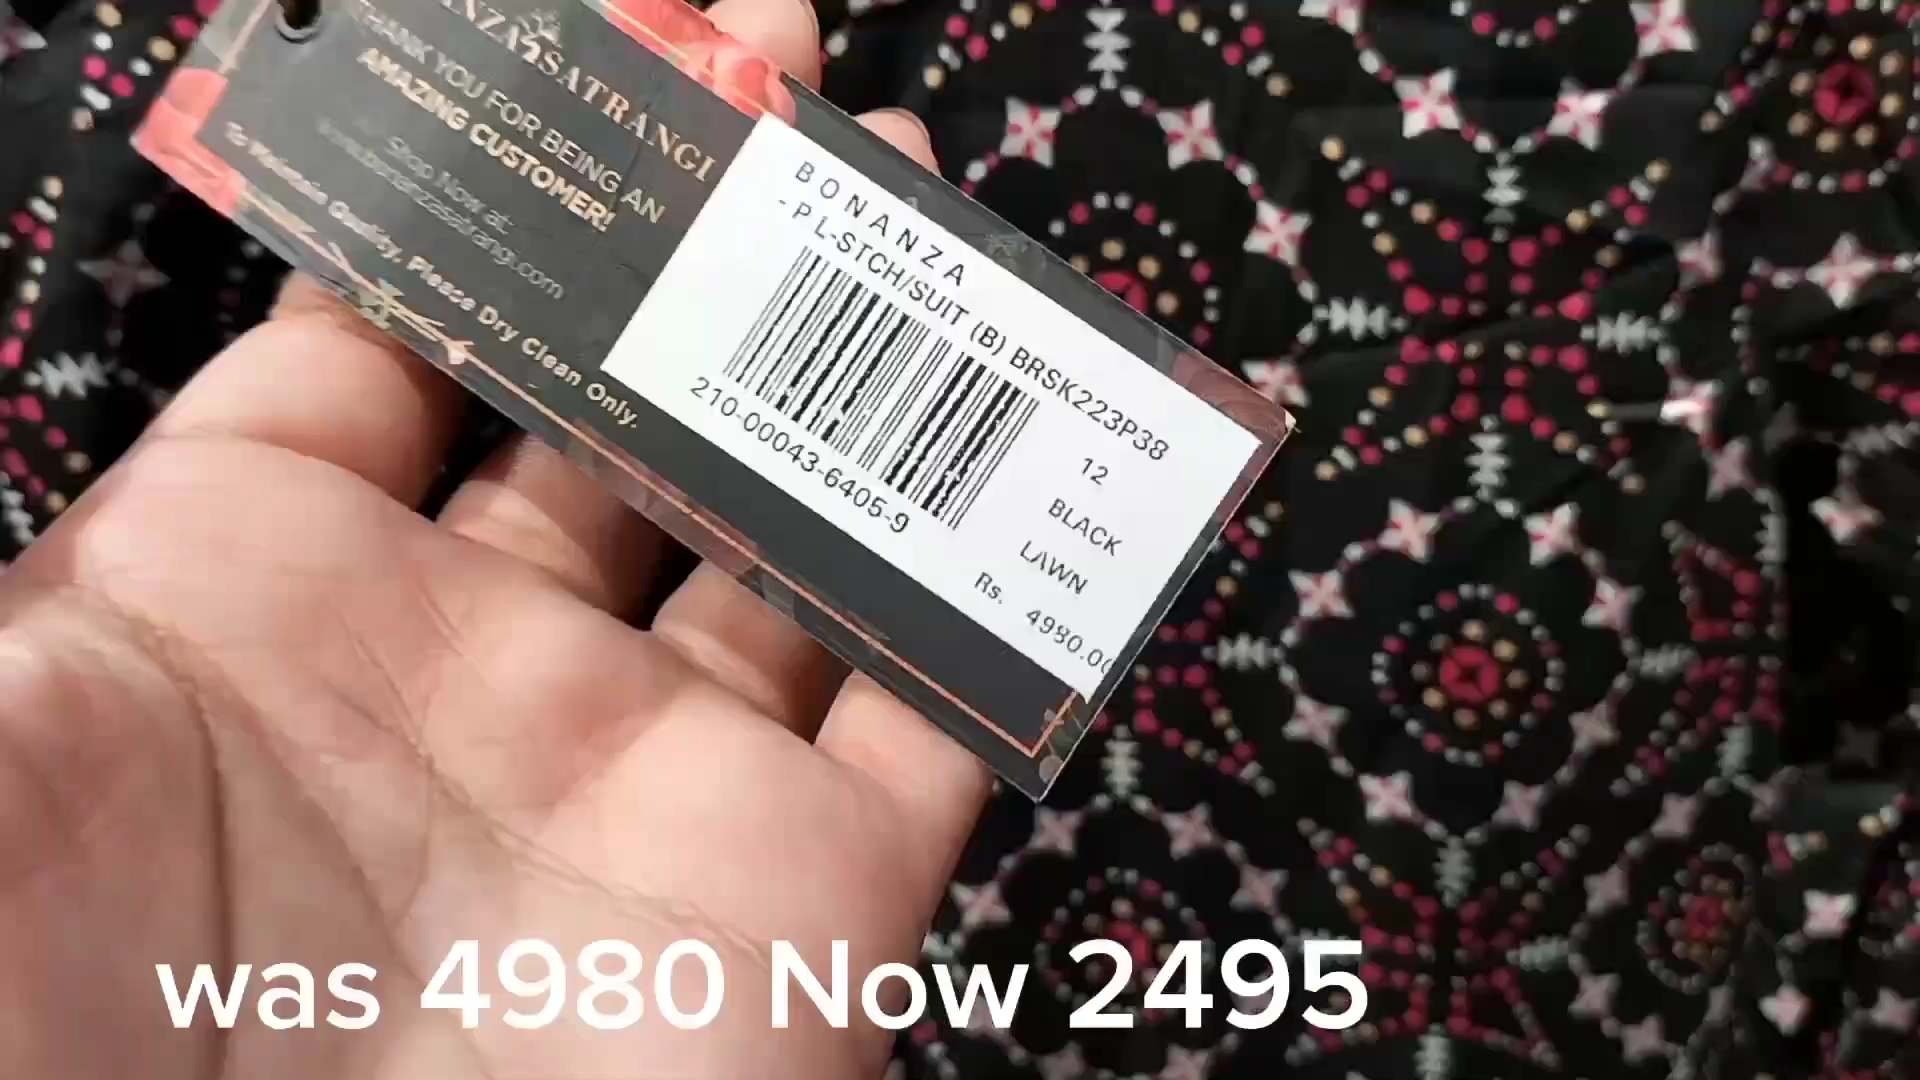 SATRANGI
THANK YOU FOR BEING AN
AMAZING CUSTOMER!
Shop Now at:
www.bonanzasatrangi.com
To Maintain Quality, Please Dry Clean Only.
BONANZA
- P L-STCH/SUIT (B) BRSK223P38
210-00043-6405-9
12
BLACK
LAWN
Rs. 4980.00
was 4980 Now 2495